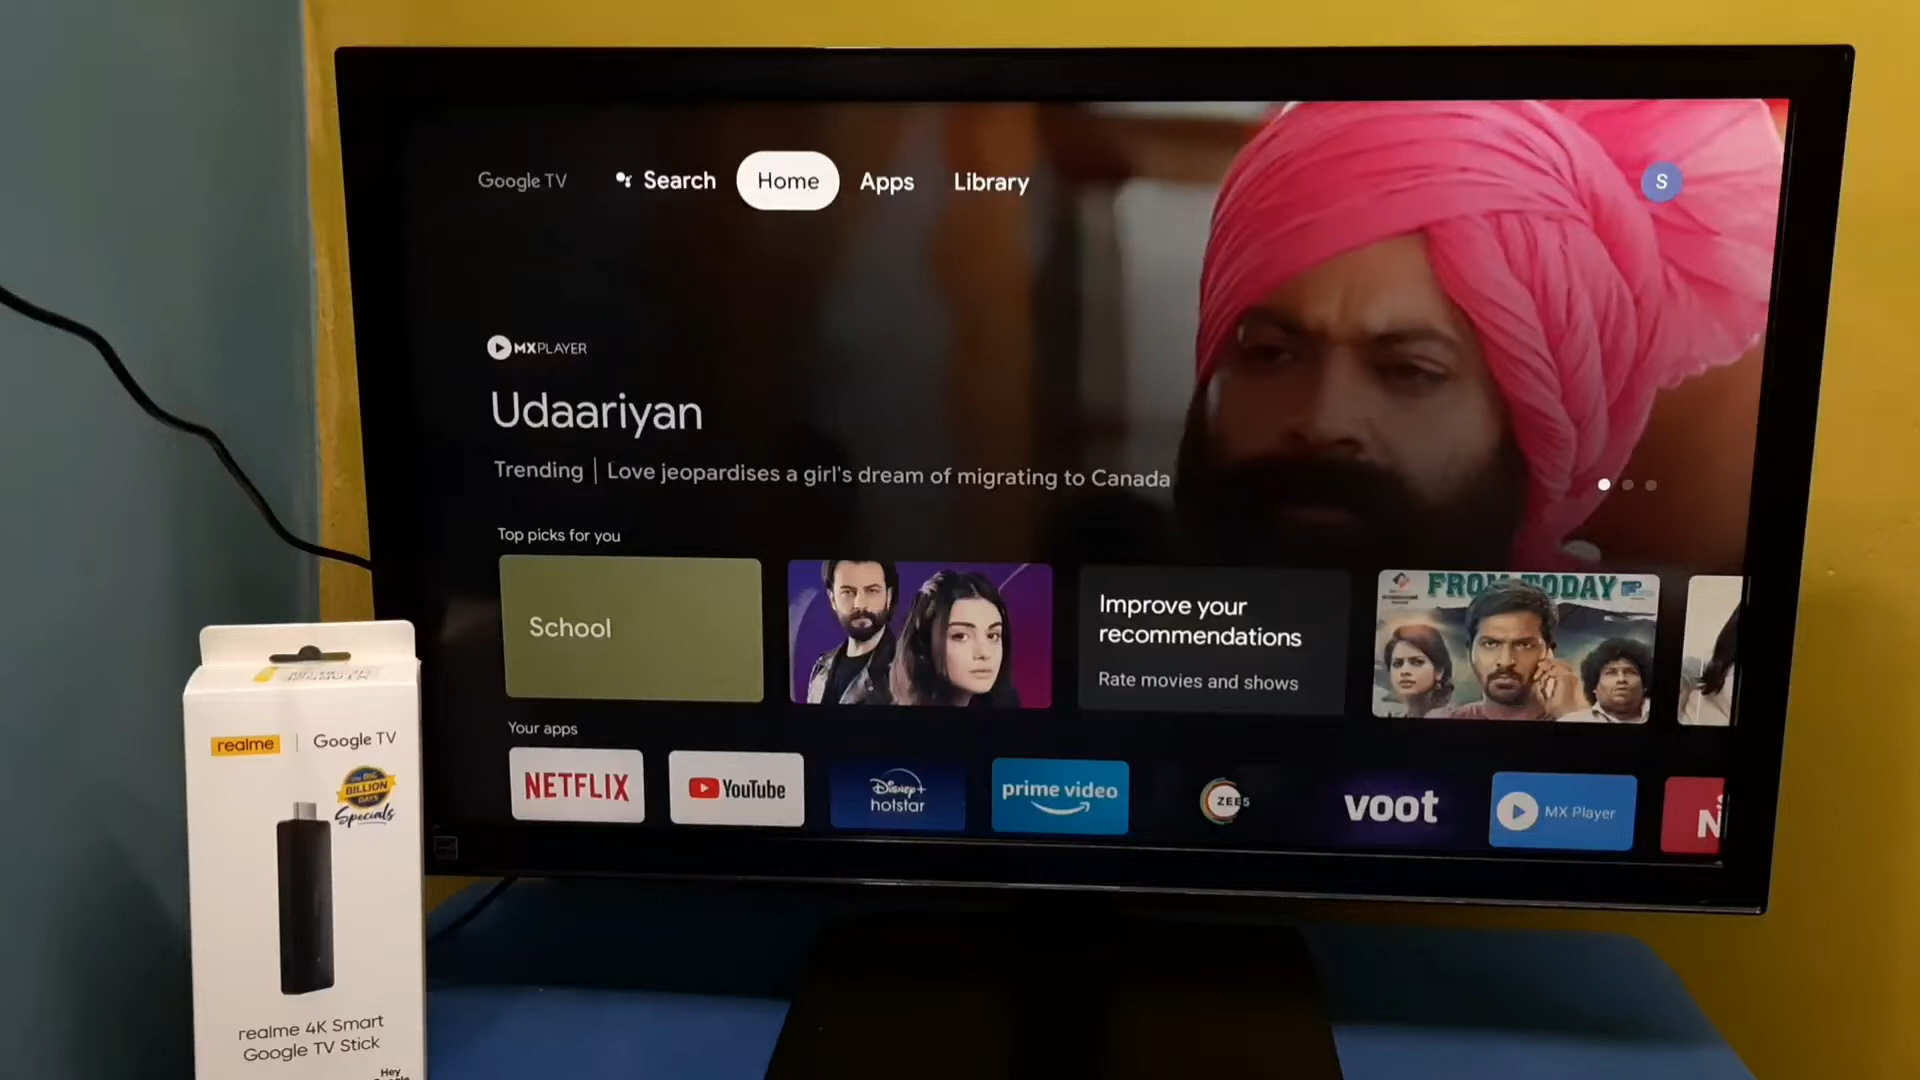 Google TV
Search
Home
Apps
Library
S
MXPLAYER
Udaariyan
Trending | Love jeopardises a girl's dream of migrating to Canada
Top picks for you
School
Improve your
recommendations
Rate movies and shows
FROM TODAY
Your apps
NETFLIX
YouTube
Disney+
hotstar
prime video
ZEE5
voot
MX Player
N
realme | Google TV
BIG
BILLION
DAYS
Specials
realme 4K Smart
Google TV Stick
Hey